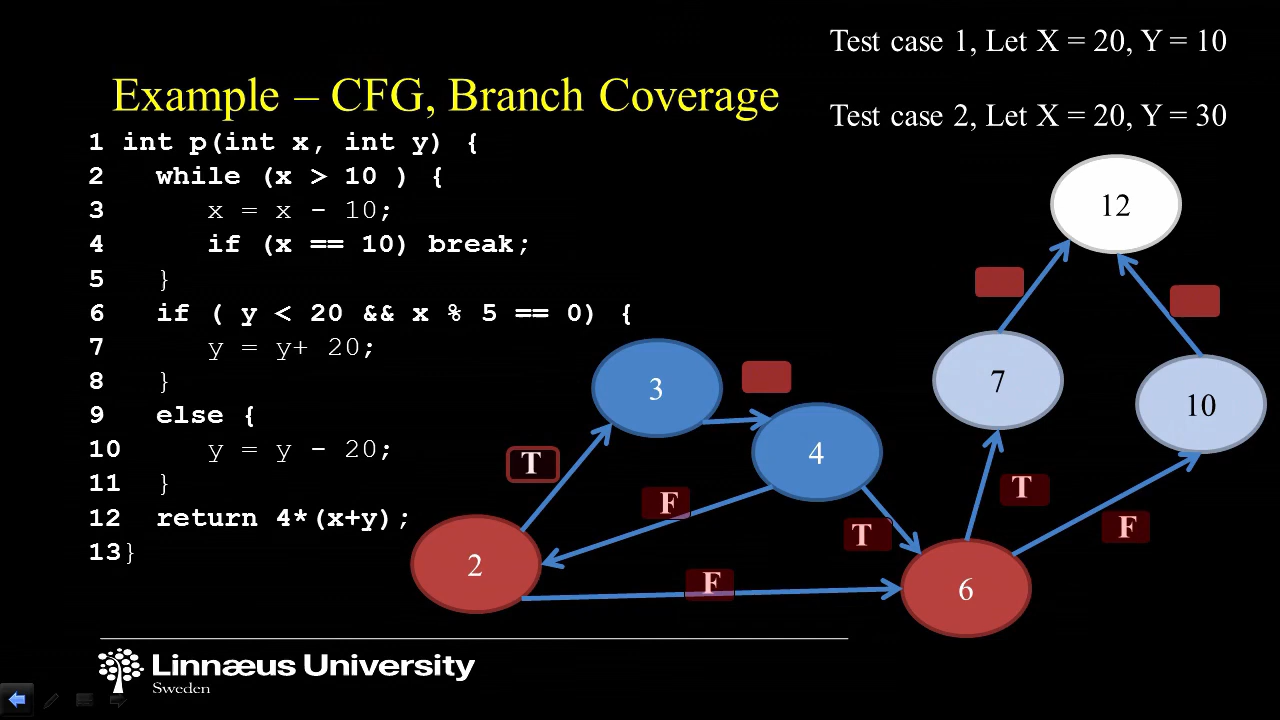 Test case 1, Let X = 20, Y = 10
Example – CFG, Branch Coverage
Test case 2, Let X = 20, Y = 30
1 int p(int x, int y) {
2 while (x > 10 ) {
3 x = x - 10;
4 if (x == 10) break;
5 }
6 if ( y < 20 && x % 5 == 0) {
7 y = y+ 20;
8 }
9 else {
10 y = y - 20;
11 }
12 return 4*(x+y);
13}
12
7
10
3
4
T
F
T
T
F
2
F
6
Linnæus University
Sweden